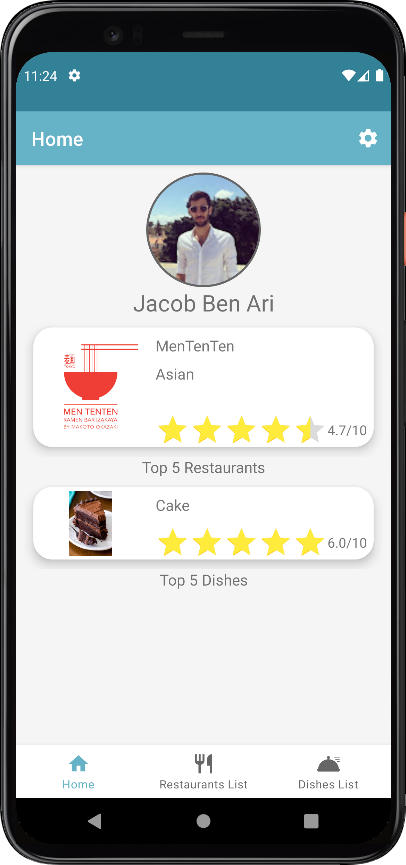 11:24
Home
Jacob Ben Ari
MenTenTen
Asian
MEN TENTEN
RAMEN BAR IZAKAYA
BY MAKOTO OKAZAKI
4.7/10
Top 5 Restaurants
Cake
6.0/10
Top 5 Dishes
Home
Restaurants List
Dishes List